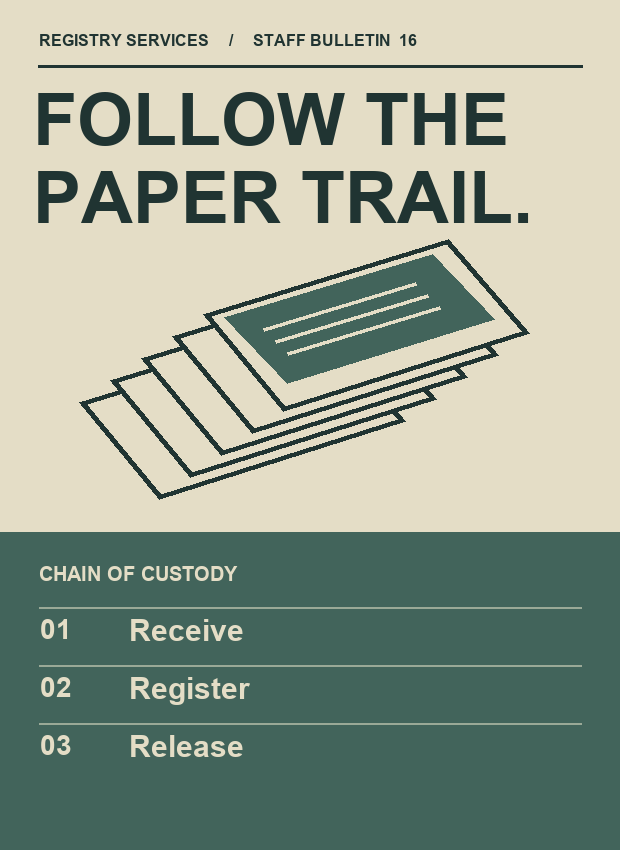 REGISTRY SERVICES / STAFF BULLETIN 16
FOLLOW THE
PAPER TRAIL.
CHAIN OF CUSTODY
01 Receive
02 Register
03 Release